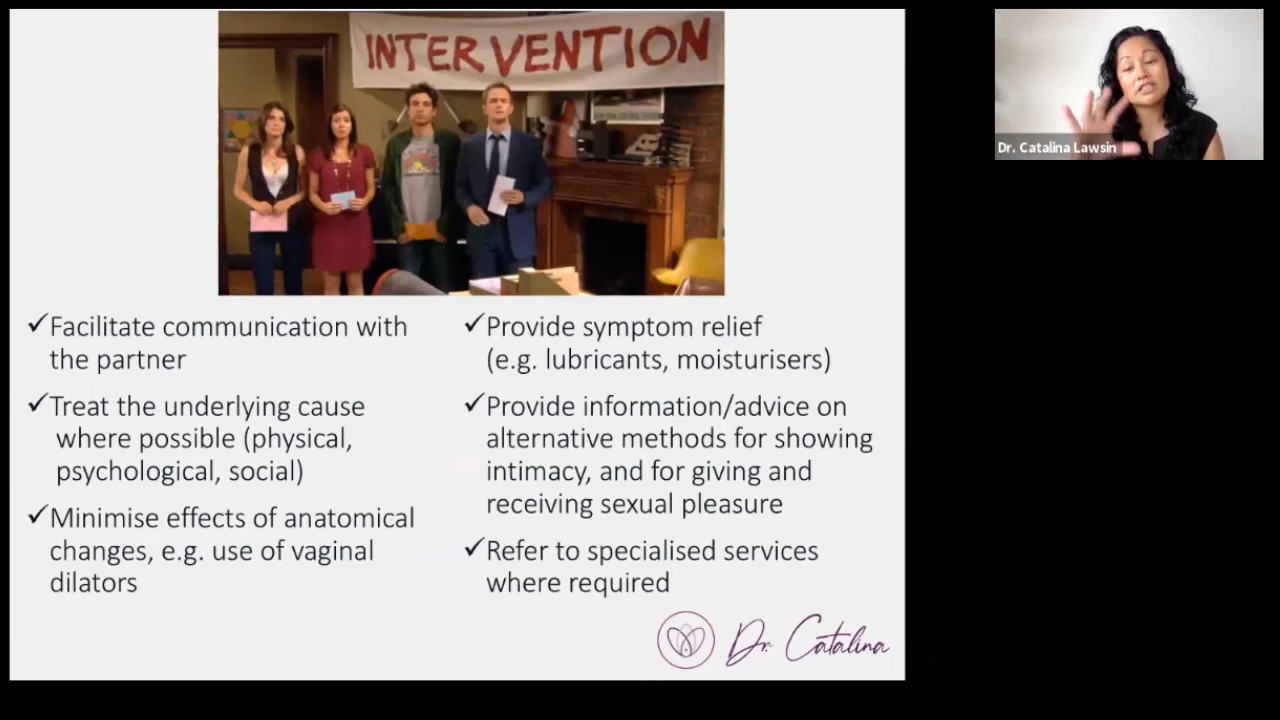 INTERVENTION
Dr. Catalina Lawsin
✓Facilitate communication with
the partner
✓Treat the underlying cause
where possible (physical,
psychological, social)
✓Minimise effects of anatomical
changes, e.g. use of vaginal
dilators
✓Provide symptom relief
(e.g. lubricants, moisturisers)
✓Provide information/advice on
alternative methods for showing
intimacy, and for giving and
receiving sexual pleasure
✓Refer to specialised services
where required
Dr. Catalina